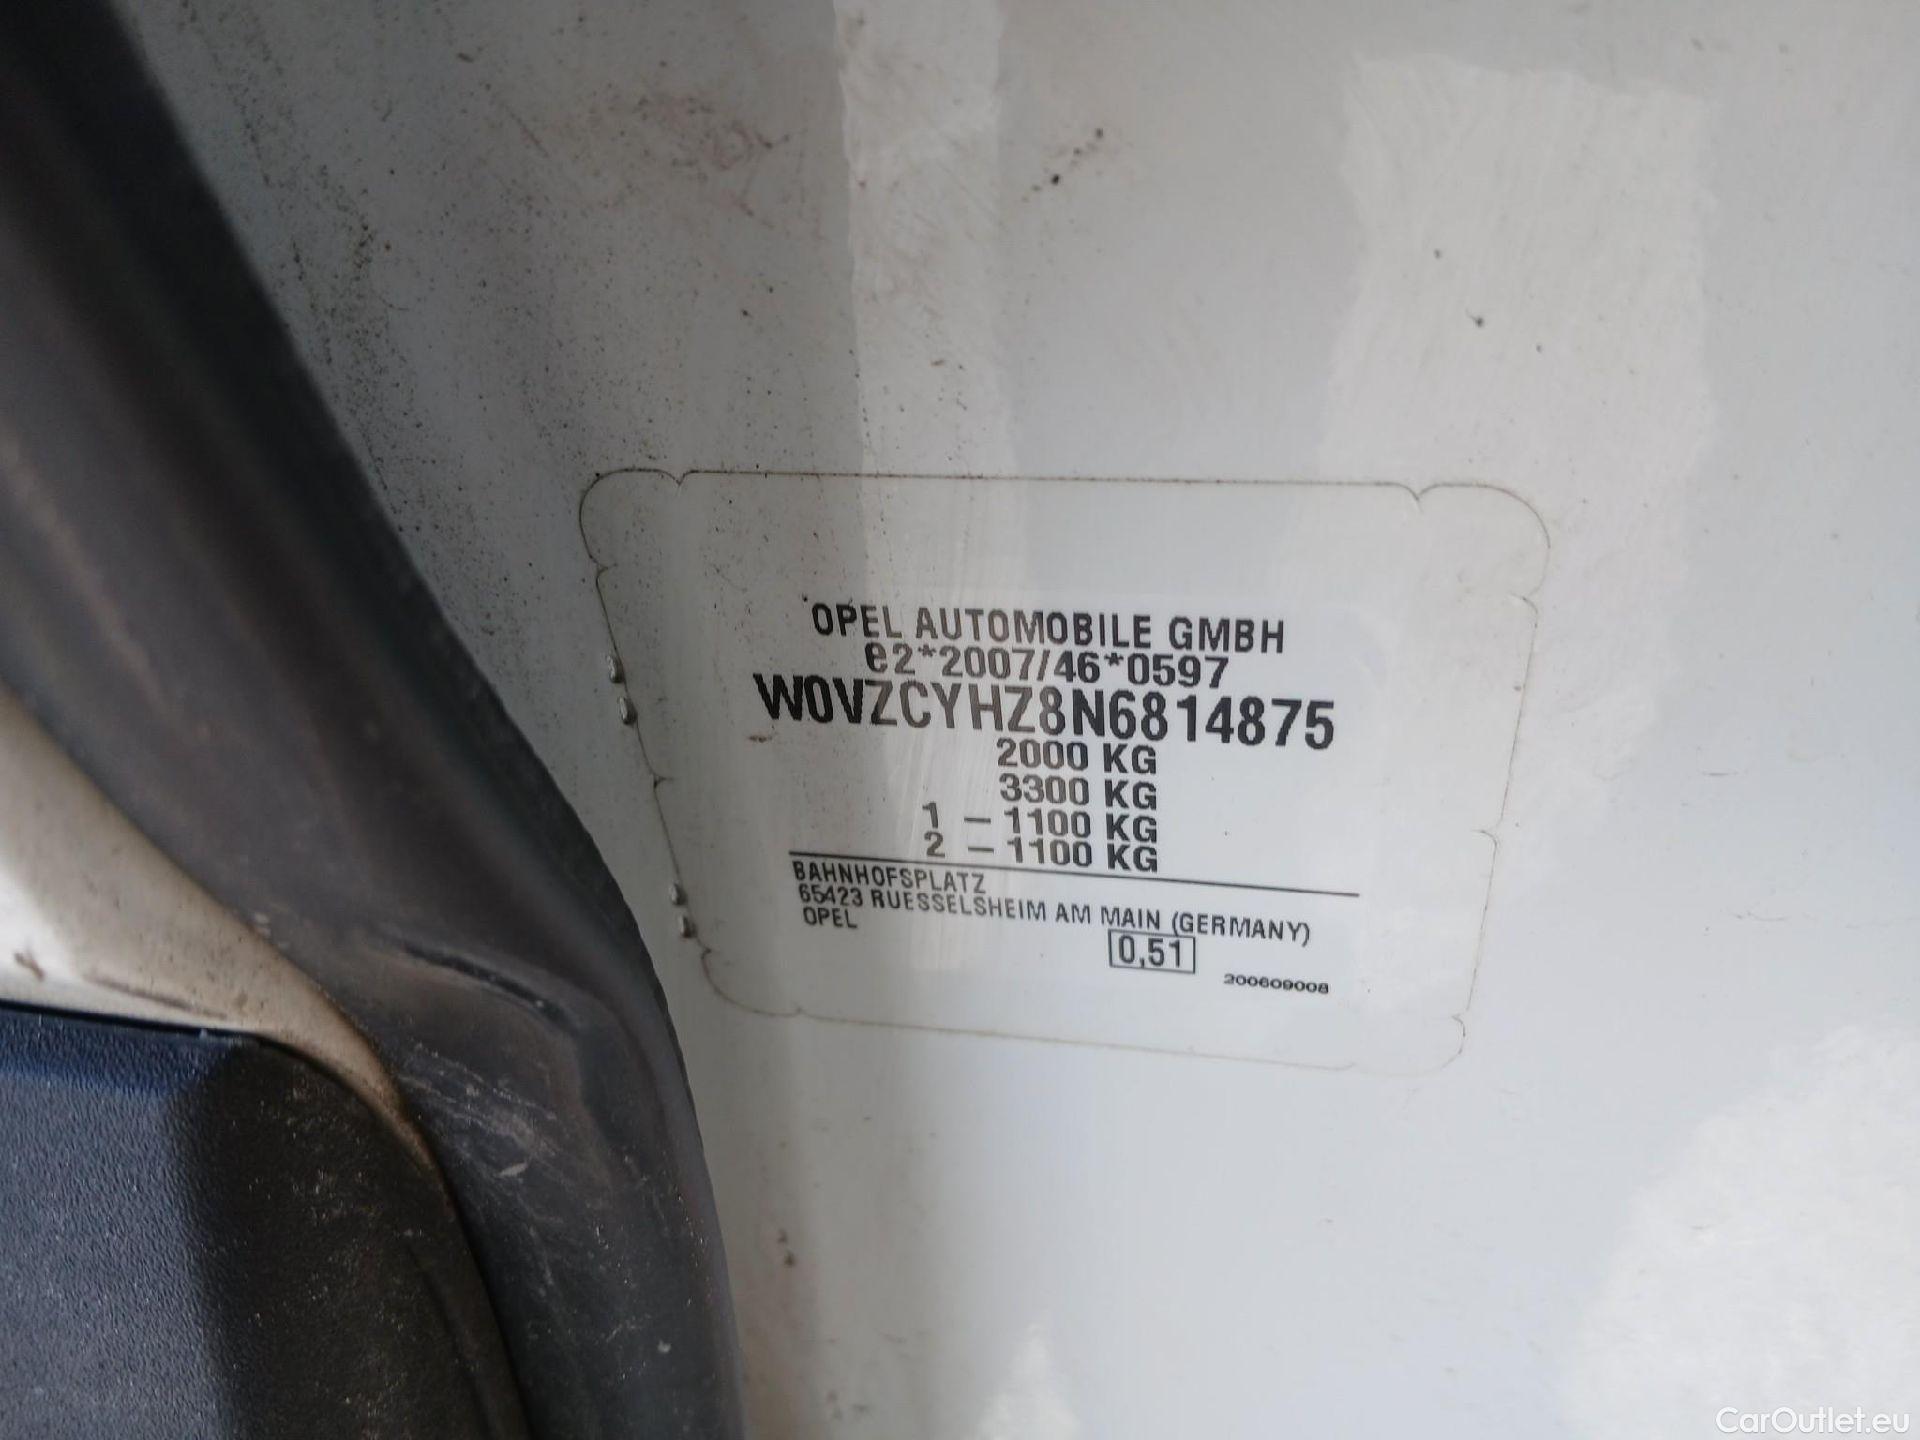 OPEL AUTOMOBILE GMBH
e2*2007/46*0597
W0VZCYHZ8N6814875
2000 KG
3300 KG
1 – 1100 KG
2 – 1100 KG
BAHNHOFSPLATZ
65423 RUESSELSHEIM AM MAIN (GERMANY)
OPEL
0,51
200609008
CarOutlet.eu